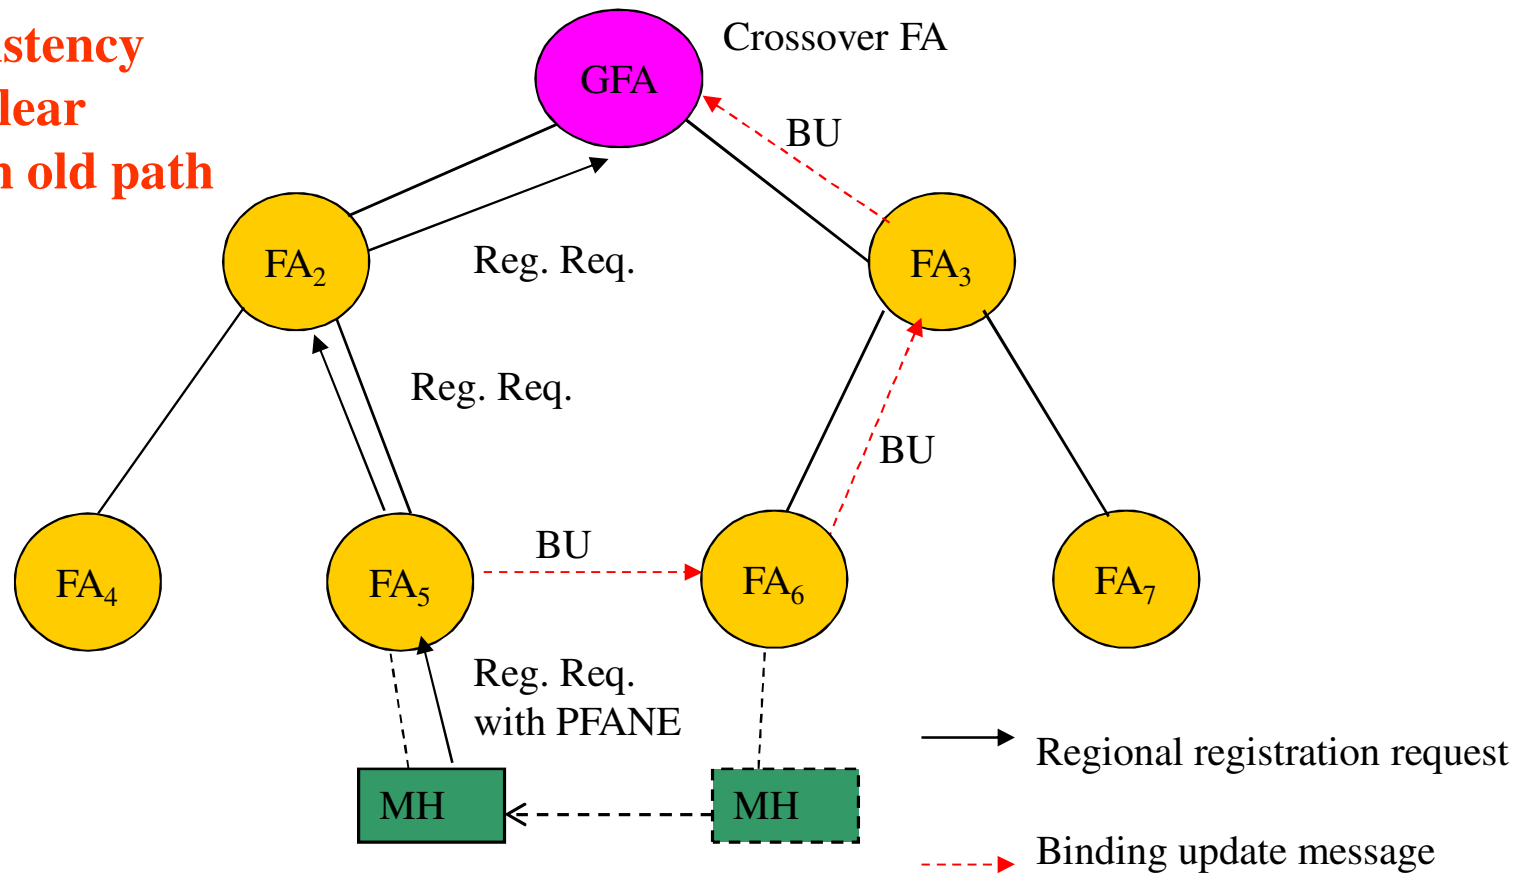 Crossover FA
lear
old path
GFA
BU
FA2
Reg. Req.
FA3
Reg. Req.
BU
BU
FA4
FA5
FA6
FA7
Reg. Req.
with PFANE
MH
MH
Regional registration request
Binding update message